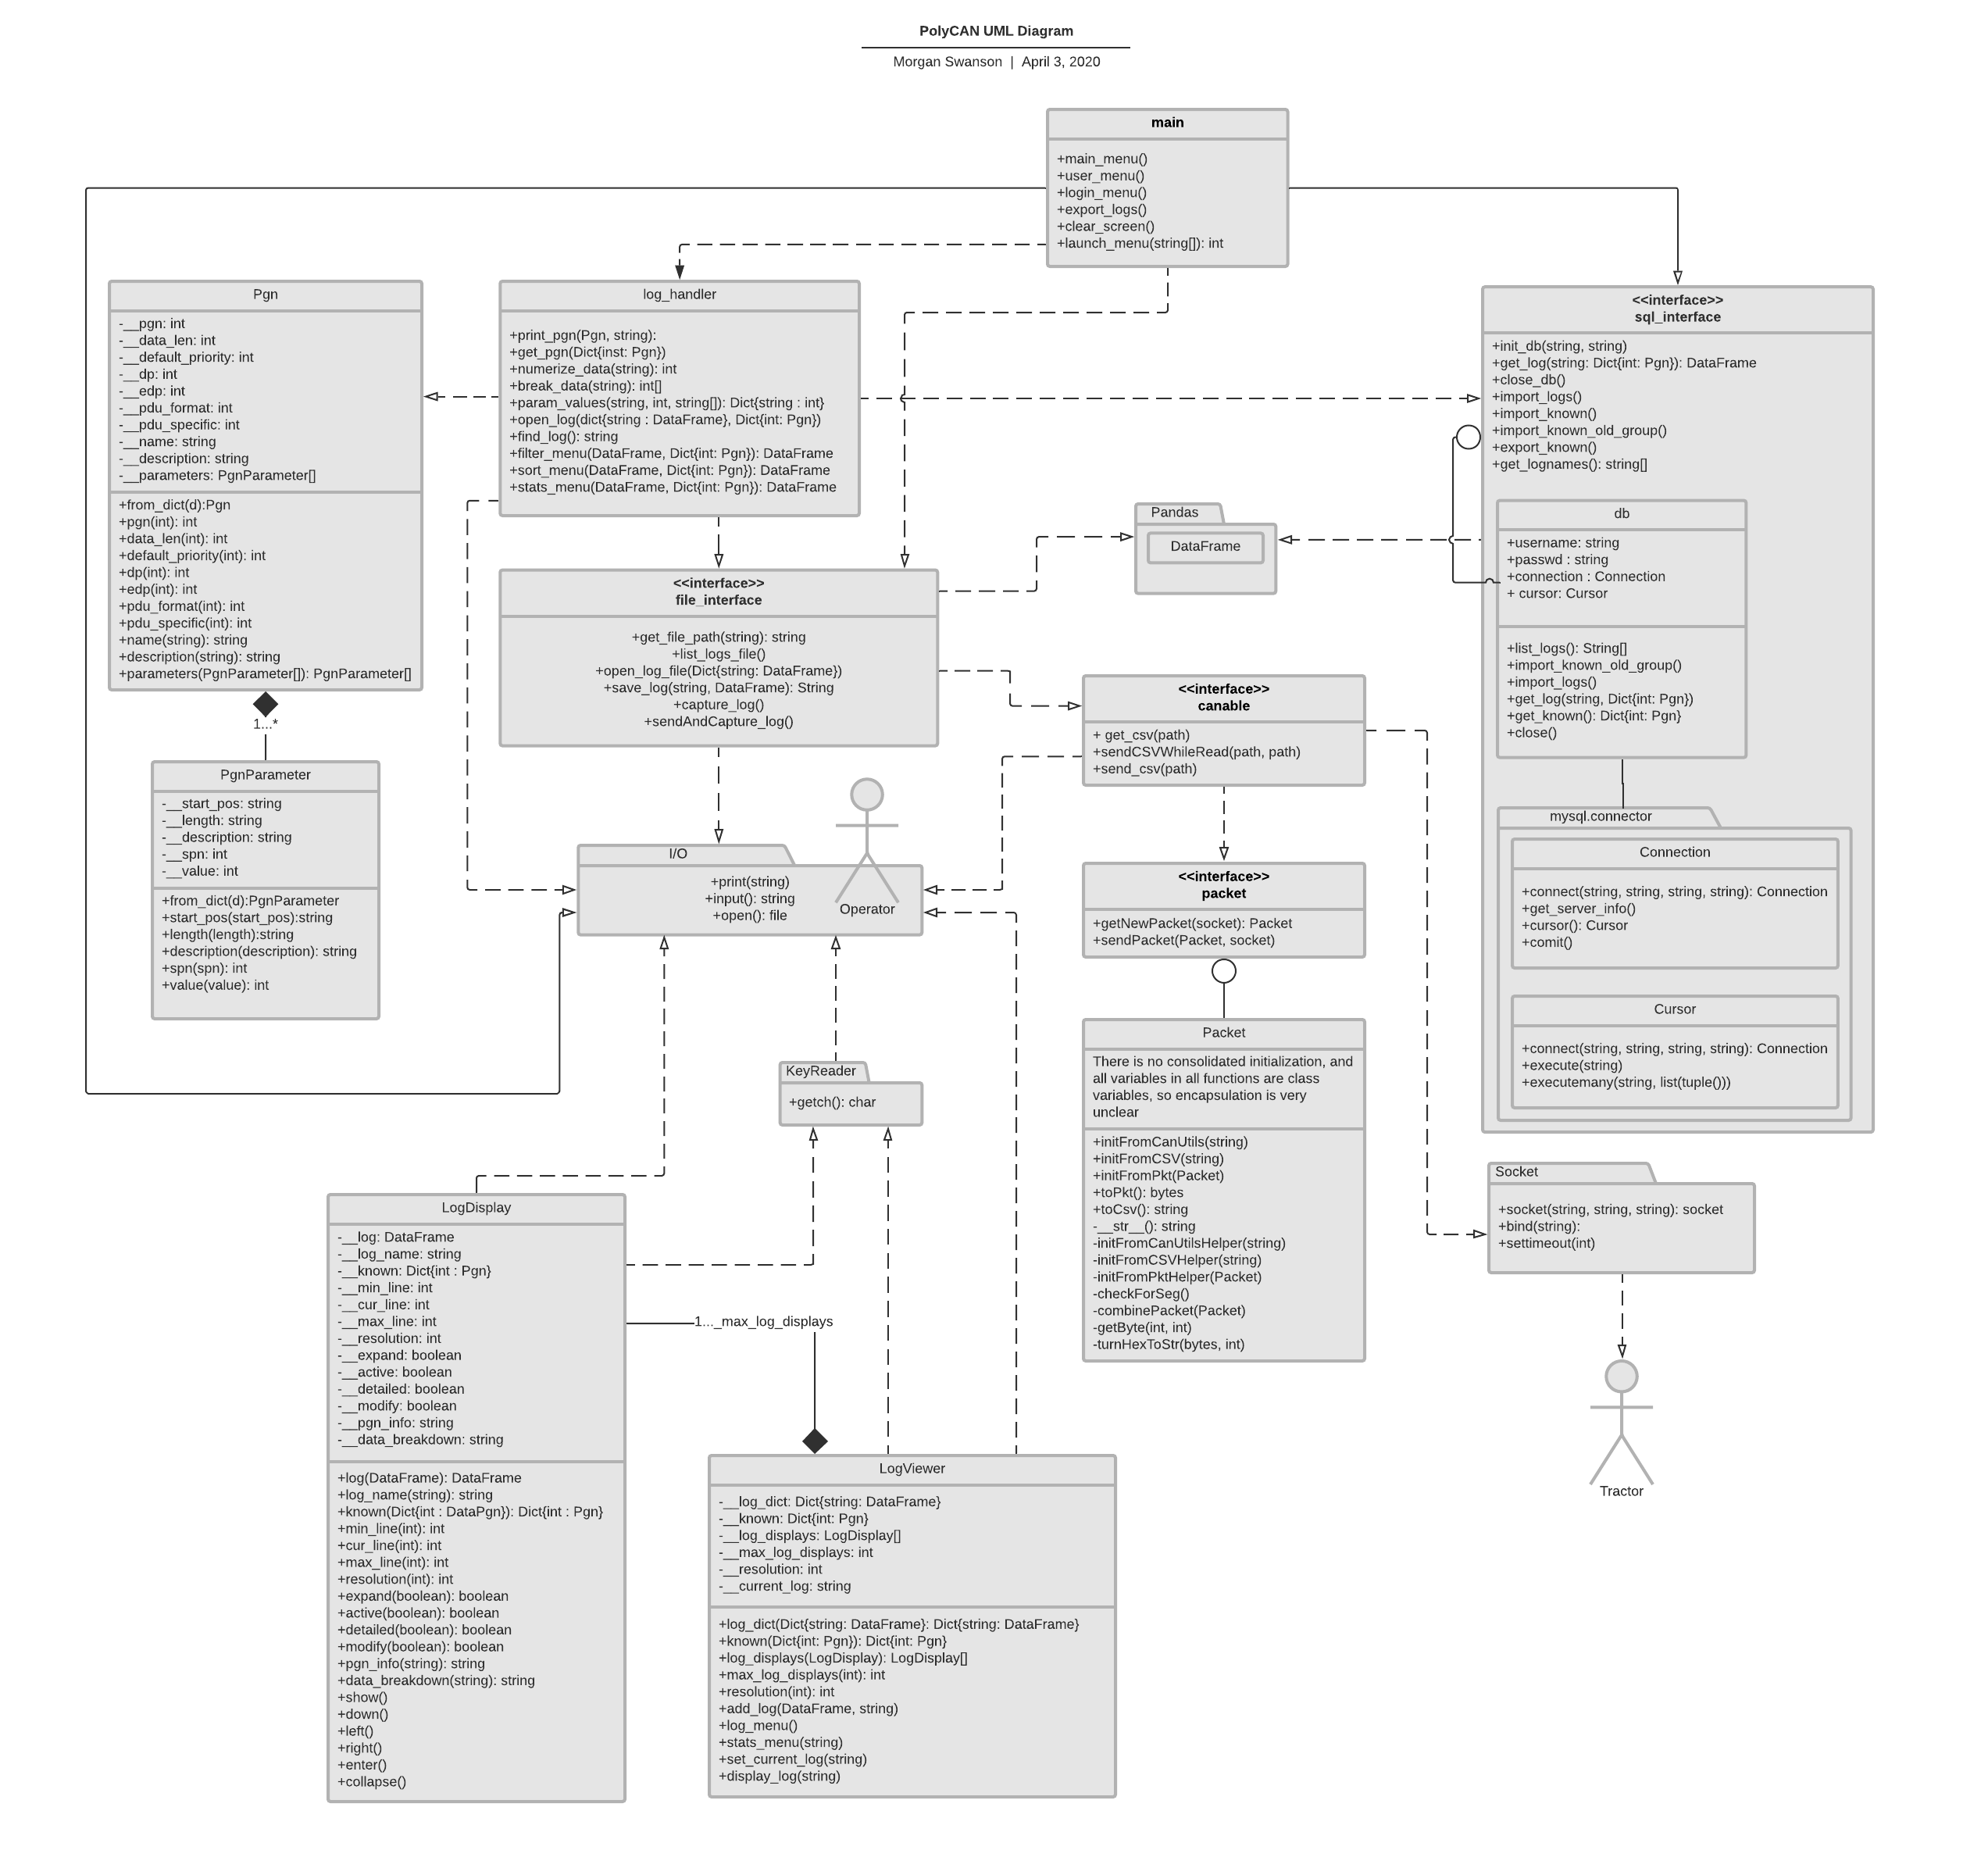 PolyCAN UML Diagram
Morgan Swanson | April 3, 2020
main
+main_menu()
+user_menu()
+login_menu()
+export_logs()
+clear_screen()
+launch_menu(string[]): int
Pgn
-__pgn: int
-__data_len: int
-__default_priority: int
-__dp: int
-__edp: int
-__pdu_format: int
-__pdu_specific: int
-__name: string
-__description: string
-__parameters: PgnParameter[]
+from_dict(d):Pgn
+pgn(int): int
+data_len(int): int
+default_priority(int): int
+dp(int): int
+edp(int): int
+pdu_format(int): int
+pdu_specific(int): int
+name(string): string
+description(string): string
+parameters(PgnParameter[]): PgnParameter[]
1...*
PgnParameter
-__start_pos: string
-__length: string
-__description: string
-__spn: int
-__value: int
+from_dict(d):PgnParameter
+start_pos(start_pos):string
+length(length):string
+description(description): string
+spn(spn): int
+value(value): int
log_handler
+print_pgn(Pgn, string):
+get_pgn(Dict{inst: Pgn})
+numerize_data(string): int
+break_data(string): int[]
+param_values(string, int, string[]): Dict{string : int}
+open_log(dict{string : DataFrame}, Dict{int: Pgn})
+find_log(): string
+filter_menu(DataFrame, Dict{int: Pgn}): DataFrame
+sort_menu(DataFrame, Dict{int: Pgn}): DataFrame
+stats_menu(DataFrame, Dict{int: Pgn}): DataFrame
<<interface>>
file_interface
+get_file_path(string): string
+list_logs_file()
+open_log_file(Dict{string: DataFrame})
+save_log(string, DataFrame): String
+capture_log()
+sendAndCapture_log()
Pandas
DataFrame
<<interface>>
canable
+ get_csv(path)
+sendCSVWhileRead(path, path)
+send_csv(path)
I/O
+print(string)
+input(): string
+open(): file
Operator
<<interface>>
packet
+getNewPacket(socket): Packet
+sendPacket(Packet, socket)
Packet
There is no consolidated initialization, and
all variables in all functions are class
variables, so encapsulation is very
unclear
+initFromCanUtils(string)
+initFromCSV(string)
+initFromPkt(Packet)
+toPkt(): bytes
+toCsv(): string
-__str__(): string
-initFromCanUtilsHelper(string)
-initFromCSVHelper(string)
-initFromPktHelper(Packet)
-checkForSeg()
-combinePacket(Packet)
-getByte(int, int)
-turnHexToStr(bytes, int)
<<interface>>
sql_interface
+init_db(string, string)
+get_log(string: Dict{int: Pgn}): DataFrame
+close_db()
+import_logs()
+import_known()
+import_known_old_group()
+export_known()
+get_lognames(): string[]
db
+username: string
+passwd : string
+connection : Connection
+ cursor: Cursor
+list_logs(): String[]
+import_known_old_group()
+import_logs()
+get_log(string, Dict{int: Pgn})
+get_known(): Dict{int: Pgn}
+close()
mysql.connector
Connection
+connect(string, string, string, string): Connection
+get_server_info()
+cursor(): Cursor
+comit()
Cursor
+connect(string, string, string, string): Connection
+execute(string)
+executemany(string, list(tuple()))
Socket
+socket(string, string, string): socket
+bind(string):
+settimeout(int)
Tractor
KeyReader
+getch(): char
LogDisplay
-__log: DataFrame
-__log_name: string
-__known: Dict{int : Pgn}
-__min_line: int
-__cur_line: int
-__max_line: int
-__resolution: int
-__expand: boolean
-__active: boolean
-__detailed: boolean
-__modify: boolean
-__pgn_info: string
-__data_breakdown: string
+log(DataFrame): DataFrame
+log_name(string): string
+known(Dict{int : DataPgn}): Dict{int : Pgn}
+min_line(int): int
+cur_line(int): int
+max_line(int): int
+resolution(int): int
+expand(boolean): boolean
+active(boolean): boolean
+detailed(boolean): boolean
+modify(boolean): boolean
+pgn_info(string): string
+data_breakdown(string): string
+show()
+down()
+left()
+right()
+enter()
+collapse()
1..._max_log_displays
LogViewer
-__log_dict: Dict{string: DataFrame}
-__known: Dict{int: Pgn}
-__log_displays: LogDisplay[]
-__max_log_displays: int
-__resolution: int
-__current_log: string
+log_dict(Dict{string: DataFrame}: Dict{string: DataFrame}
+known(Dict{int: Pgn}): Dict{int: Pgn}
+log_displays(LogDisplay): LogDisplay[]
+max_log_displays(int): int
+resolution(int): int
+add_log(DataFrame, string)
+log_menu()
+stats_menu(string)
+set_current_log(string)
+display_log(string)